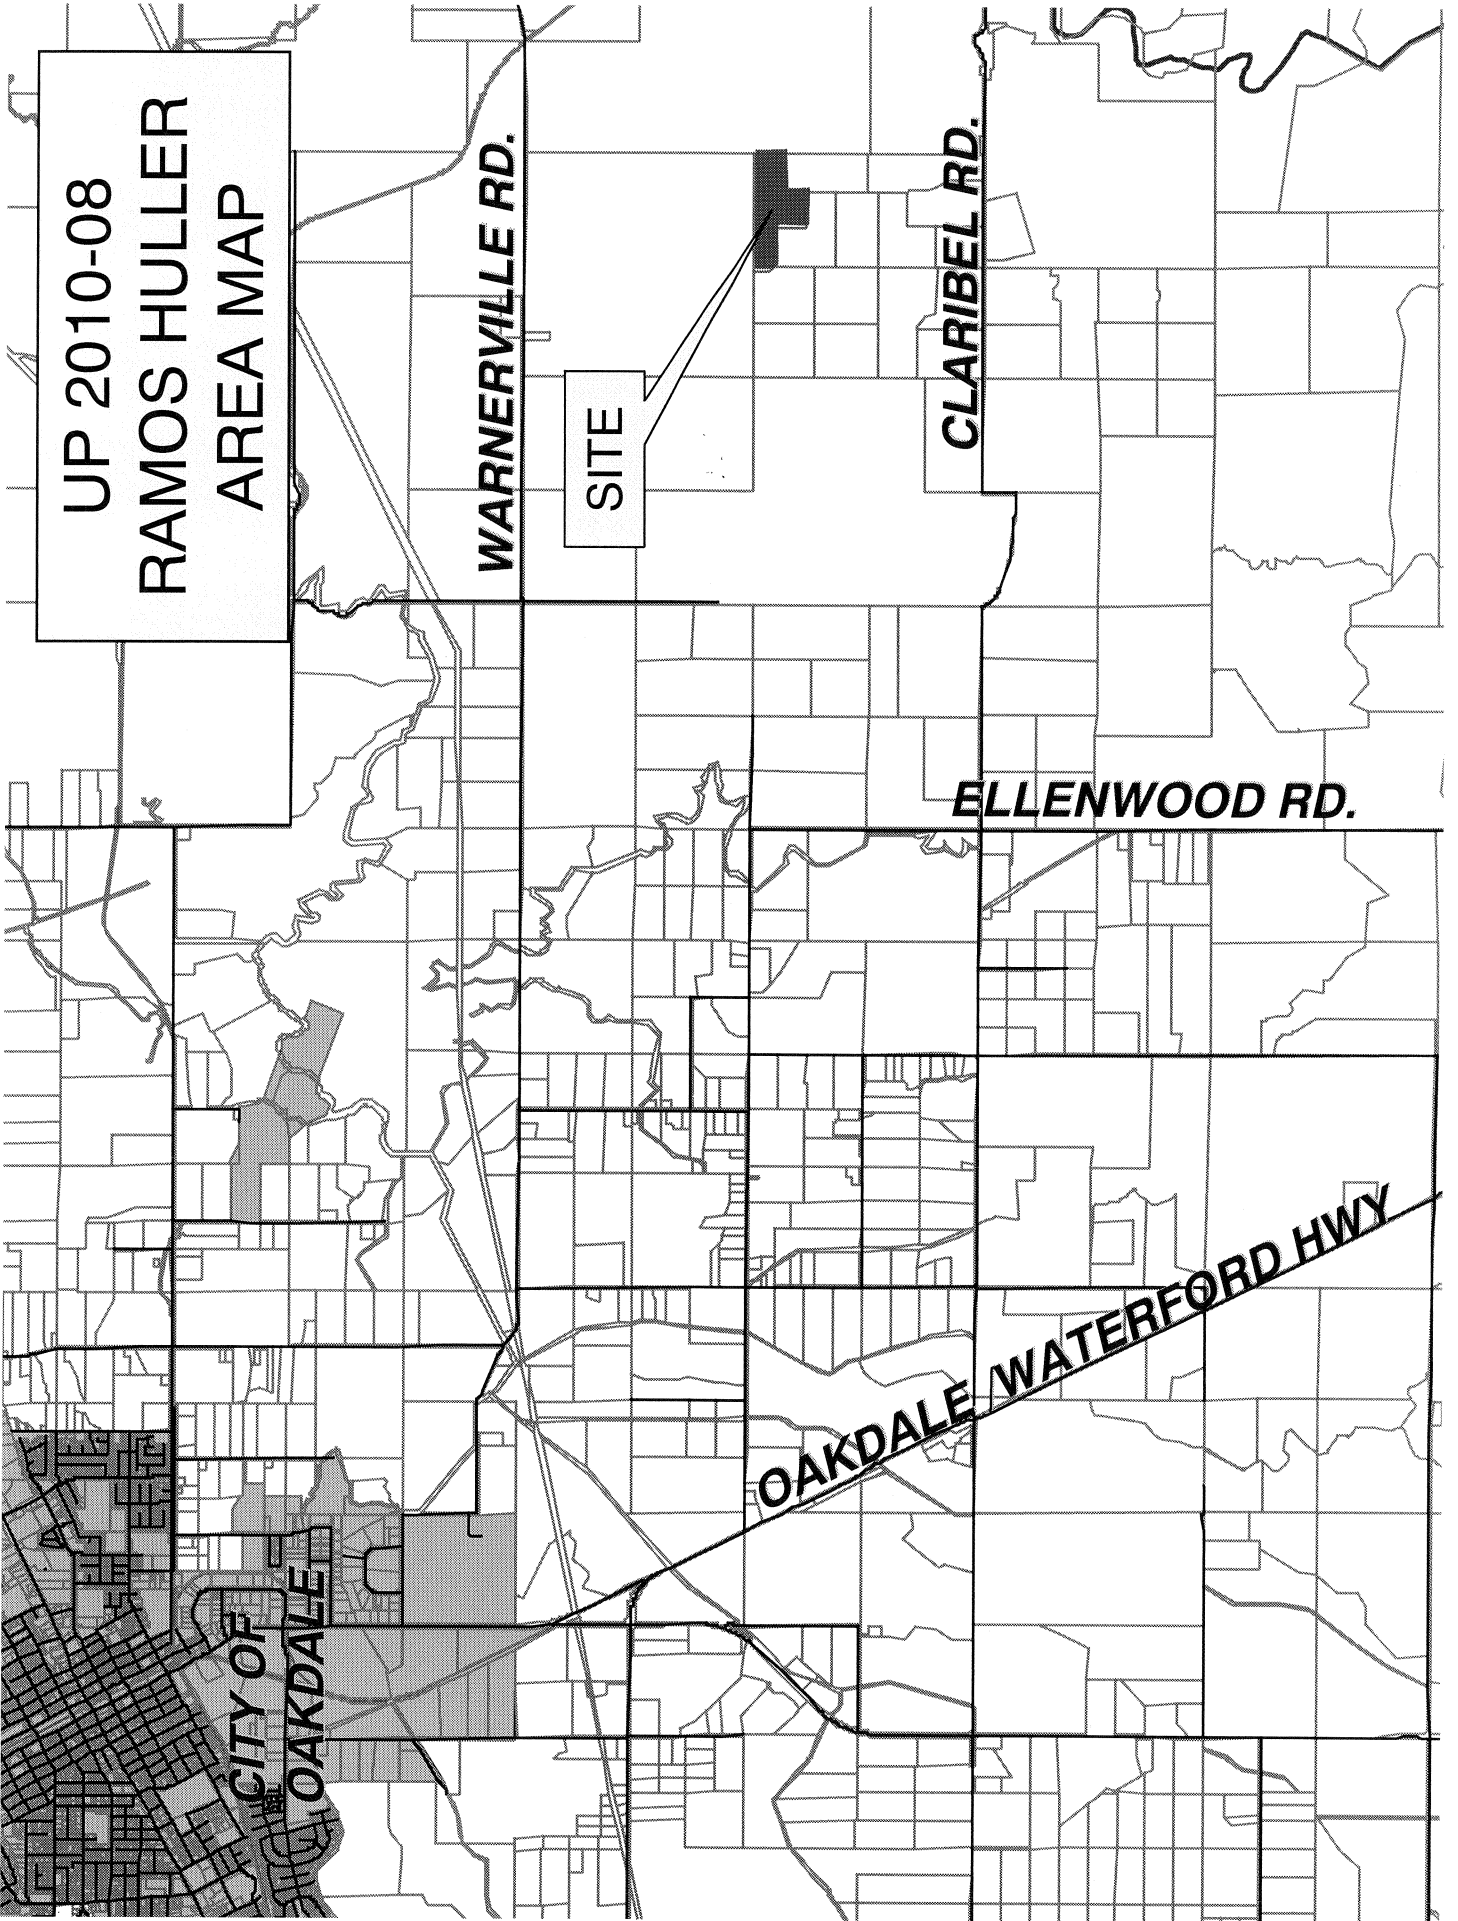 UP 2010-08
RAMOS HULLER
AREA MAP
WARNERVILLE RD.
SITE
CLARIBEL RD.
ELLENWOOD RD.
OAKDALE WATERFORD HWY
CITY OF
OAKDALE